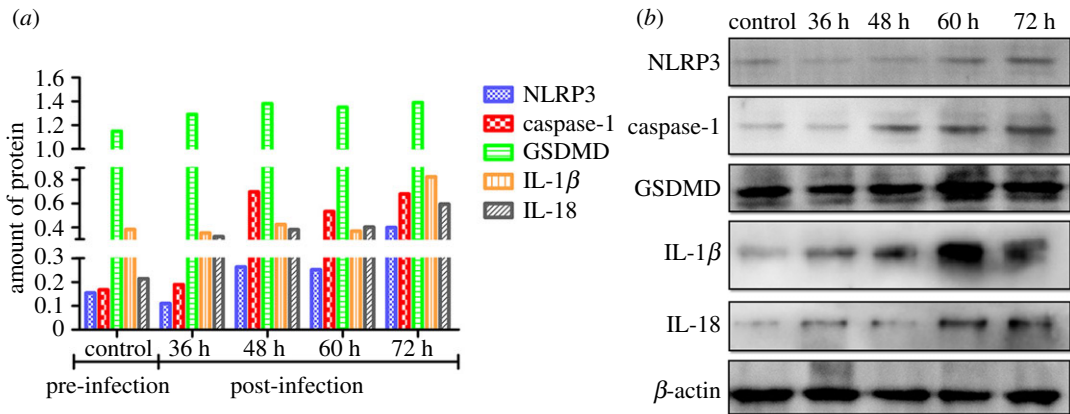 (a)
amount of protein
1.6
1.4
1.2
1.0
0.8
0.6
0.4
0.3
0.2
0.1
0
control 36 h 48 h 60 h 72 h
pre-infection post-infection
NLRP3
caspase-1
GSDMD
IL-1β
IL-18
(b)
control 36 h 48 h 60 h 72 h
NLRP3
caspase-1
GSDMD
IL-1β
IL-18
β-actin